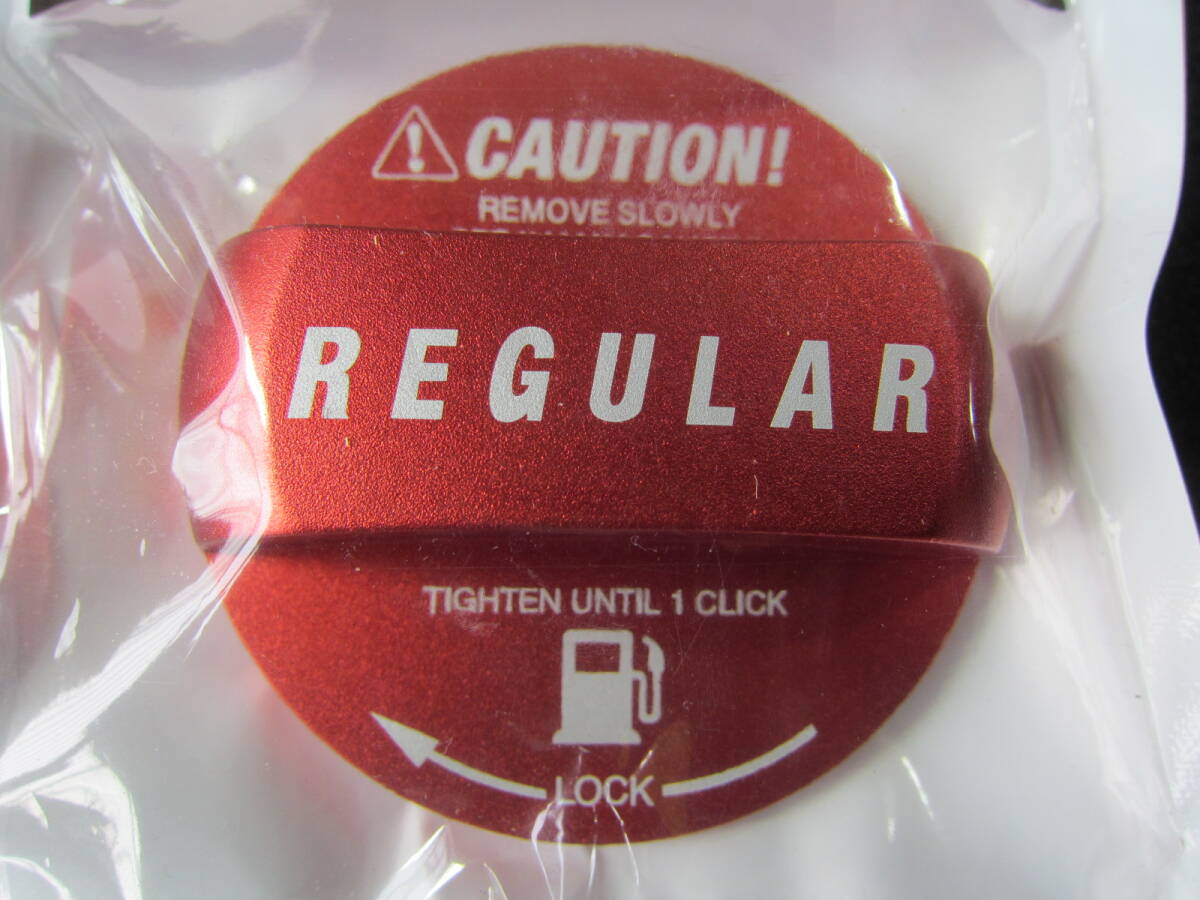 CAUTION!
REMOVE SLOWLY
REGULAR
TIGHTEN UNTIL 1 CLICK
LOCK